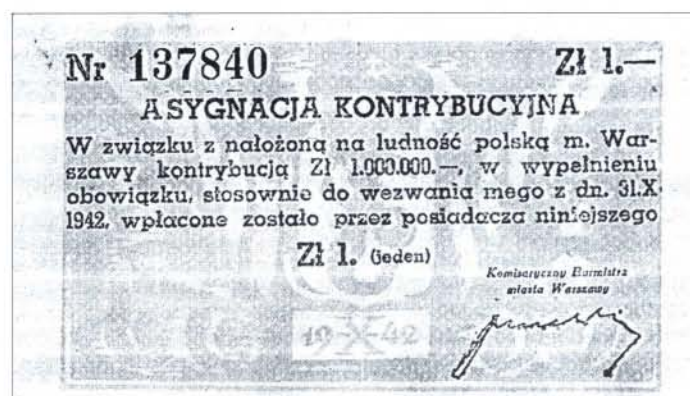 Nr 137840 Zł 1.—
ASYGNACJA KONTRYBUCYJNA
W związku z nałożoną na ludność polską m. War-
szawy kontrybucją Zł 1.000.000.—, w wypełnieniu
obowiązku, stosownie do wezwania mego z dn. 31.X
1942, wpłacone zostało przez posiadacza niniejszego
Zł 1. (jeden)
Komisaryczny Burmistrz
miasta Warszawy
19-X-42